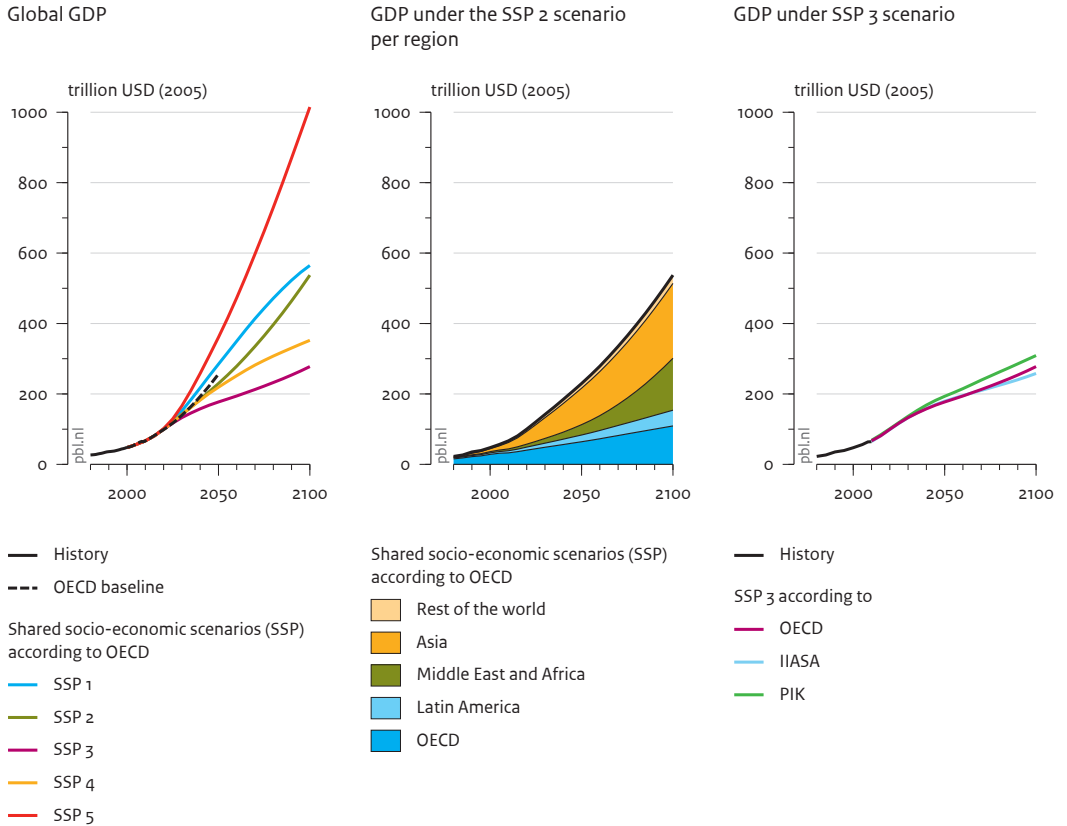 Global GDP
trillion USD (2005)
1000
800
600
400
200
0
pbl.nl
2000 2050 2100
History
OECD baseline
Shared socio-economic scenarios (SSP)
according to OECD
SSP 1
SSP 2
SSP 3
SSP 4
SSP 5
GDP under the SSP 2 scenario
per region
trillion USD (2005)
1000
800
600
400
200
0
pbl.nl
2000 2050 2100
Shared socio-economic scenarios (SSP)
according to OECD
Rest of the world
Asia
Middle East and Africa
Latin America
OECD
GDP under SSP 3 scenario
trillion USD (2005)
1000
800
600
400
200
0
pbl.nl
2000 2050 2100
History
SSP 3 according to
OECD
IIASA
PIK